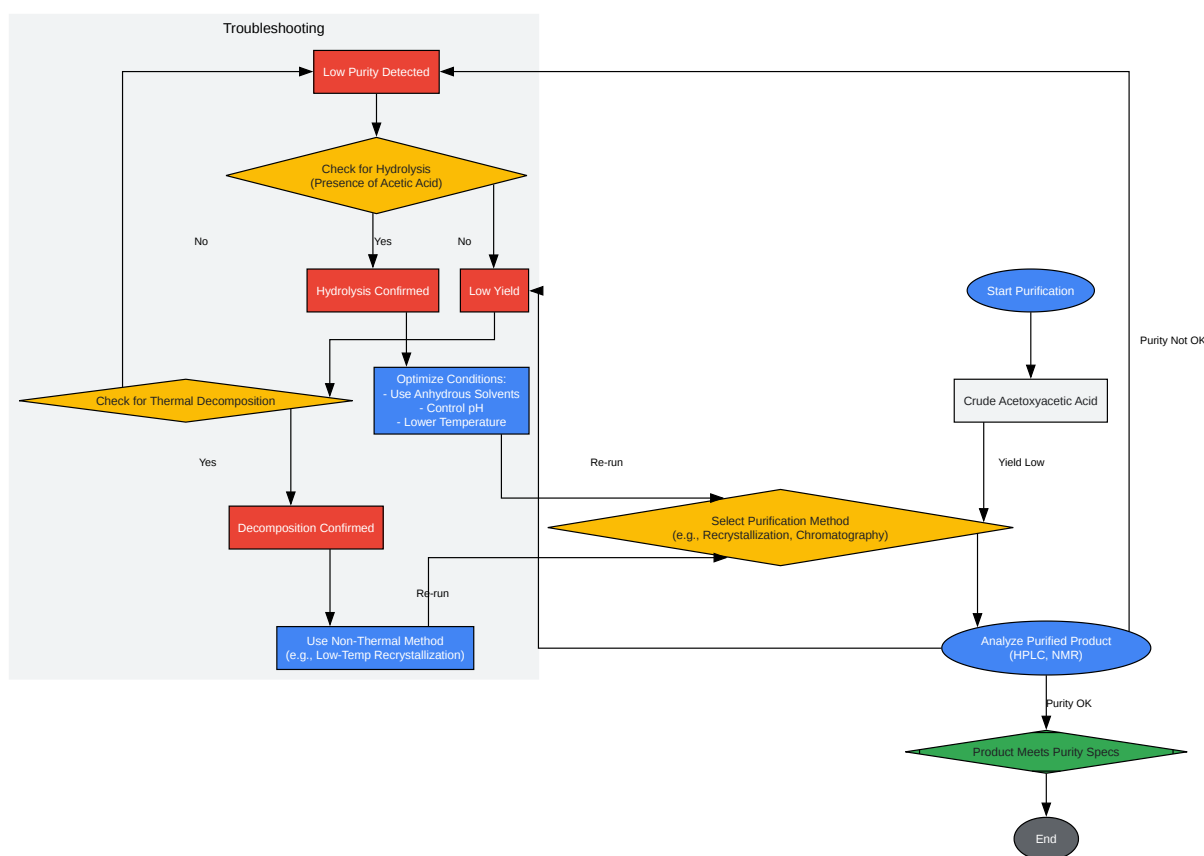 Troubleshooting
Low Purity Detected
Check for Hydrolysis
(Presence of Acetic Acid)
No
Yes
No
Hydrolysis Confirmed
Low Yield
Start Purification
Purity Not OK
Optimize Conditions:
- Use Anhydrous Solvents
- Control pH
- Lower Temperature
Check for Thermal Decomposition
Crude Acetoxyacetic Acid
Yes
Re-run
Yield Low
Select Purification Method
(e.g., Recrystallization, Chromatography)
Decomposition Confirmed
Re-run
Use Non-Thermal Method
(e.g., Low-Temp Recrystallization)
Analyze Purified Product
(HPLC, NMR)
Purity OK
Product Meets Purity Specs
End